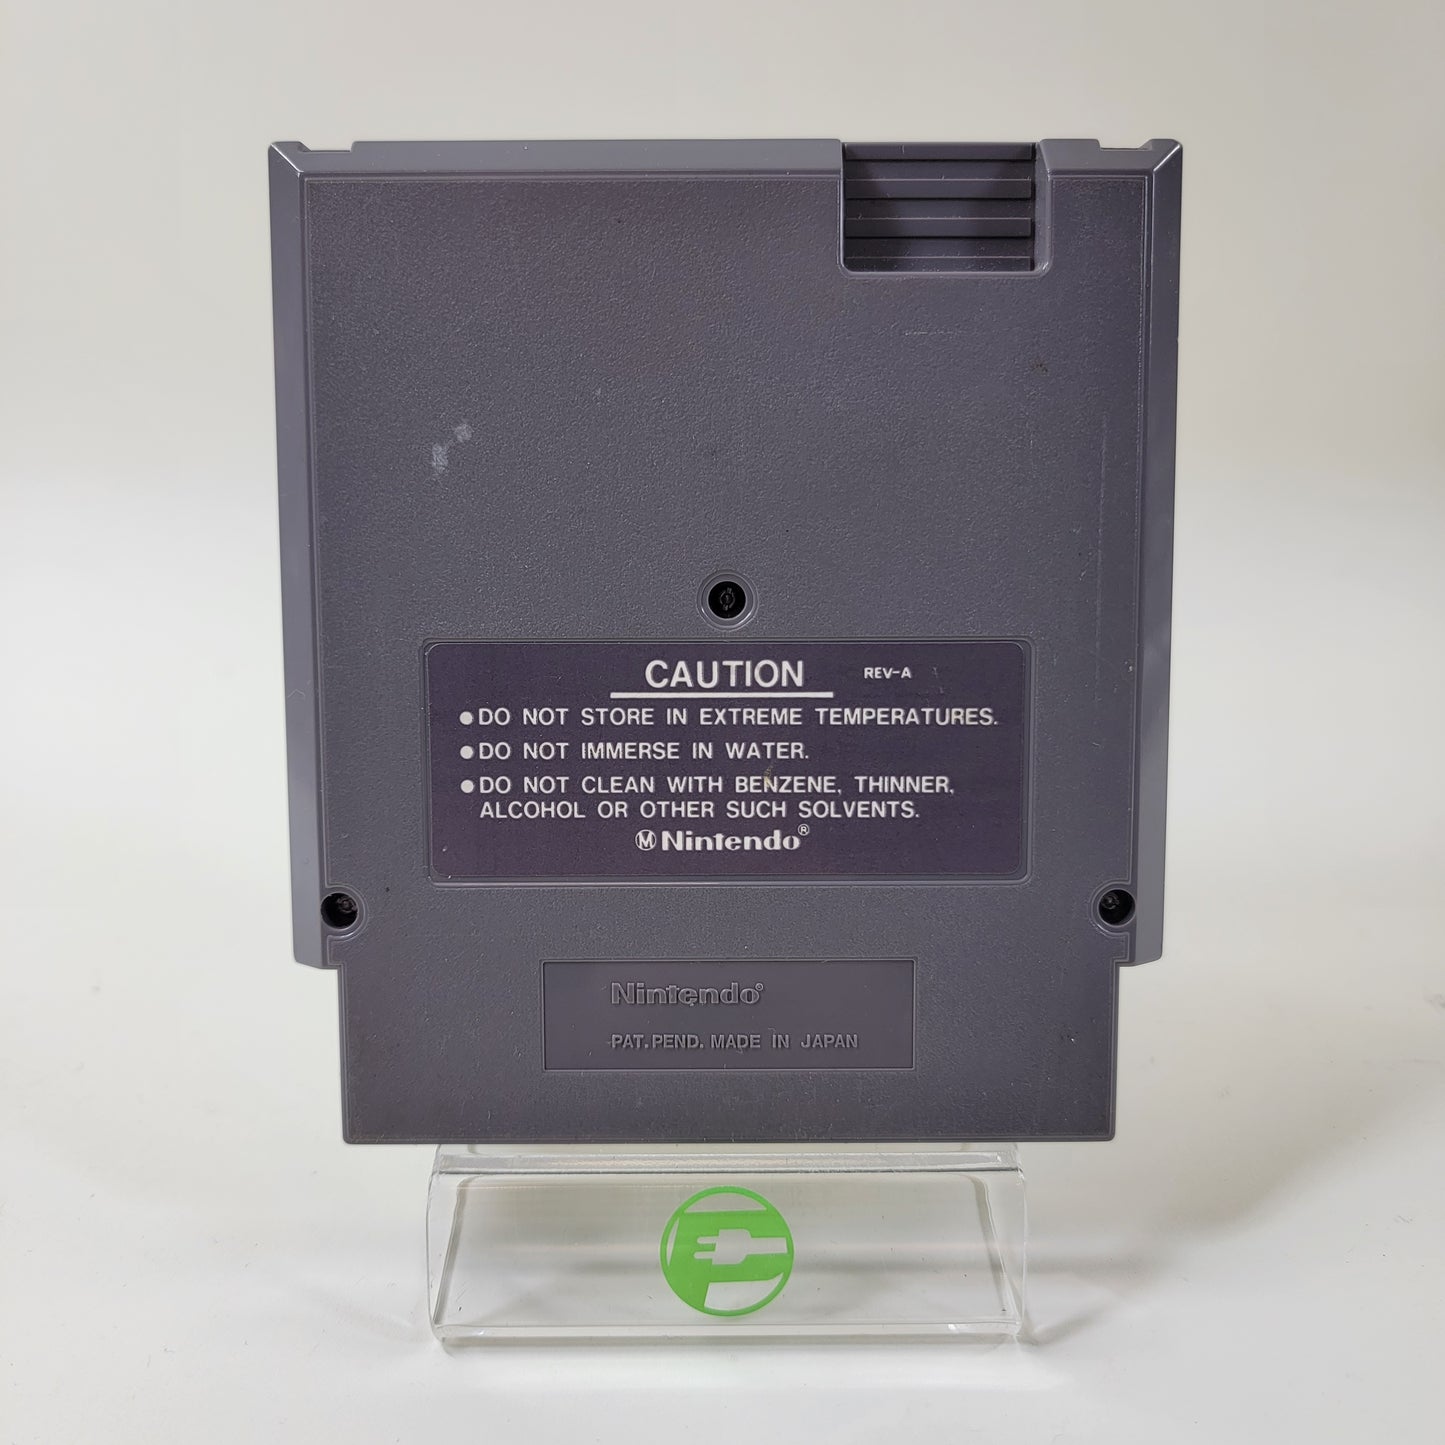 CAUTION REV-A
●DO NOT STORE IN EXTREME TEMPERATURES.
●DO NOT IMMERSE IN WATER.
●DO NOT CLEAN WITH BENZENE, THINNER,
ALCOHOL OR OTHER SUCH SOLVENTS.
Ⓜ Nintendo®
Nintendo®
PAT.PEND. MADE IN JAPAN